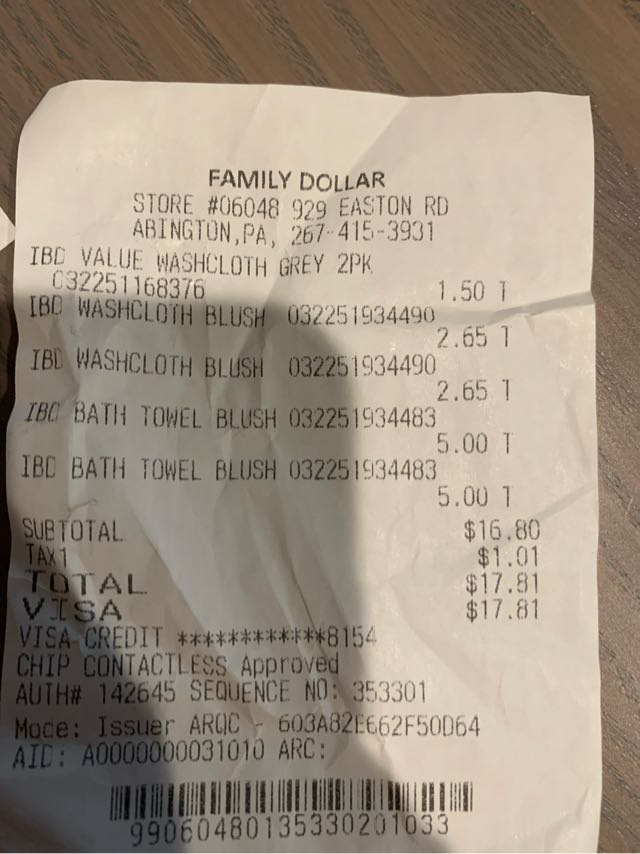 FAMILY DOLLAR
STORE #06048 929 EASTON RD
ABINGTON,PA, 267-415-3931
IBD VALUE WASHCLOTH GREY 2PK
032251168376 1.50 T
IBD WASHCLOTH BLUSH 032251934490
2.65 T
IBD WASHCLOTH BLUSH 032251934490
2.65 T
IBD BATH TOWEL BLUSH 032251934483
5.00 T
IBD BATH TOWEL BLUSH 032251934483
5.00 T
SUBTOTAL $16.80
TAX1 $1.01
TOTAL $17.81
VISA $17.81
VISA CREDIT ************8154
CHIP CONTACTLESS Approved
AUTH# 142645 SEQUENCE NO: 353301
Mode: Issuer ARQC - 603A82E662F50D64
AID: A0000000031010 ARC:
99060480135330201033